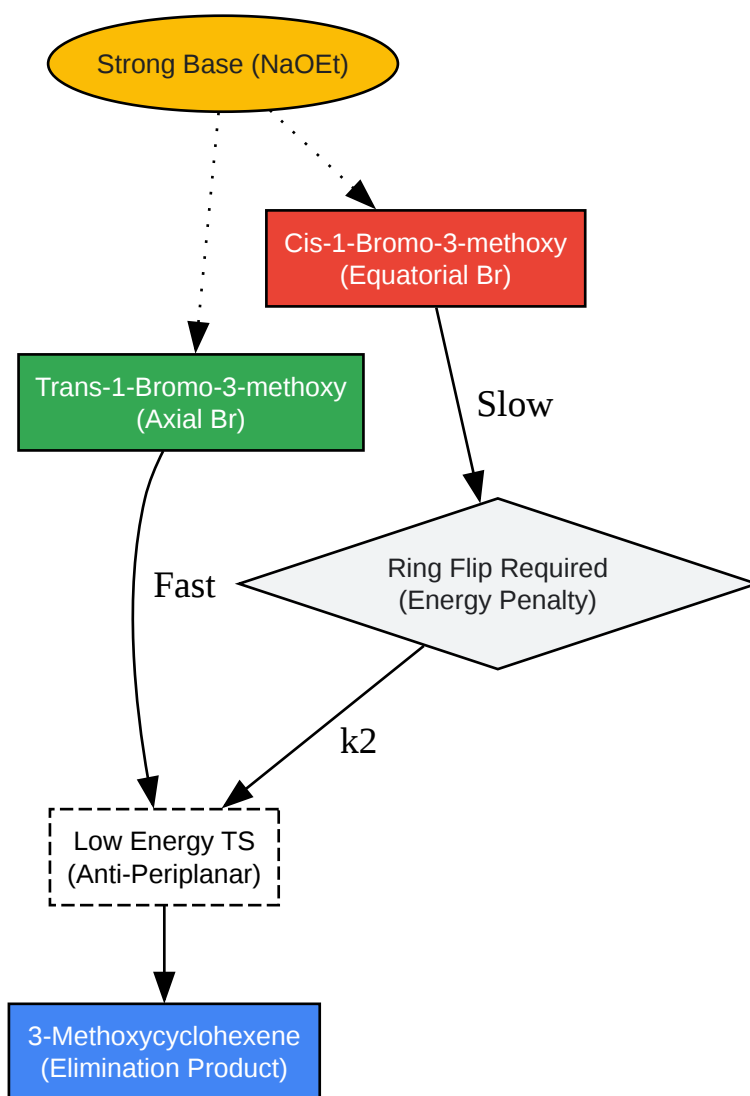 Strong Base (NaOEt)
Cis-1-Bromo-3-methoxy
(Equatorial Br)
Trans-1-Bromo-3-methoxy
(Axial Br)
Slow
Fast
Ring Flip Required
(Energy Penalty)
k2
Low Energy TS
(Anti-Periplanar)
3-Methoxycyclohexene
(Elimination Product)